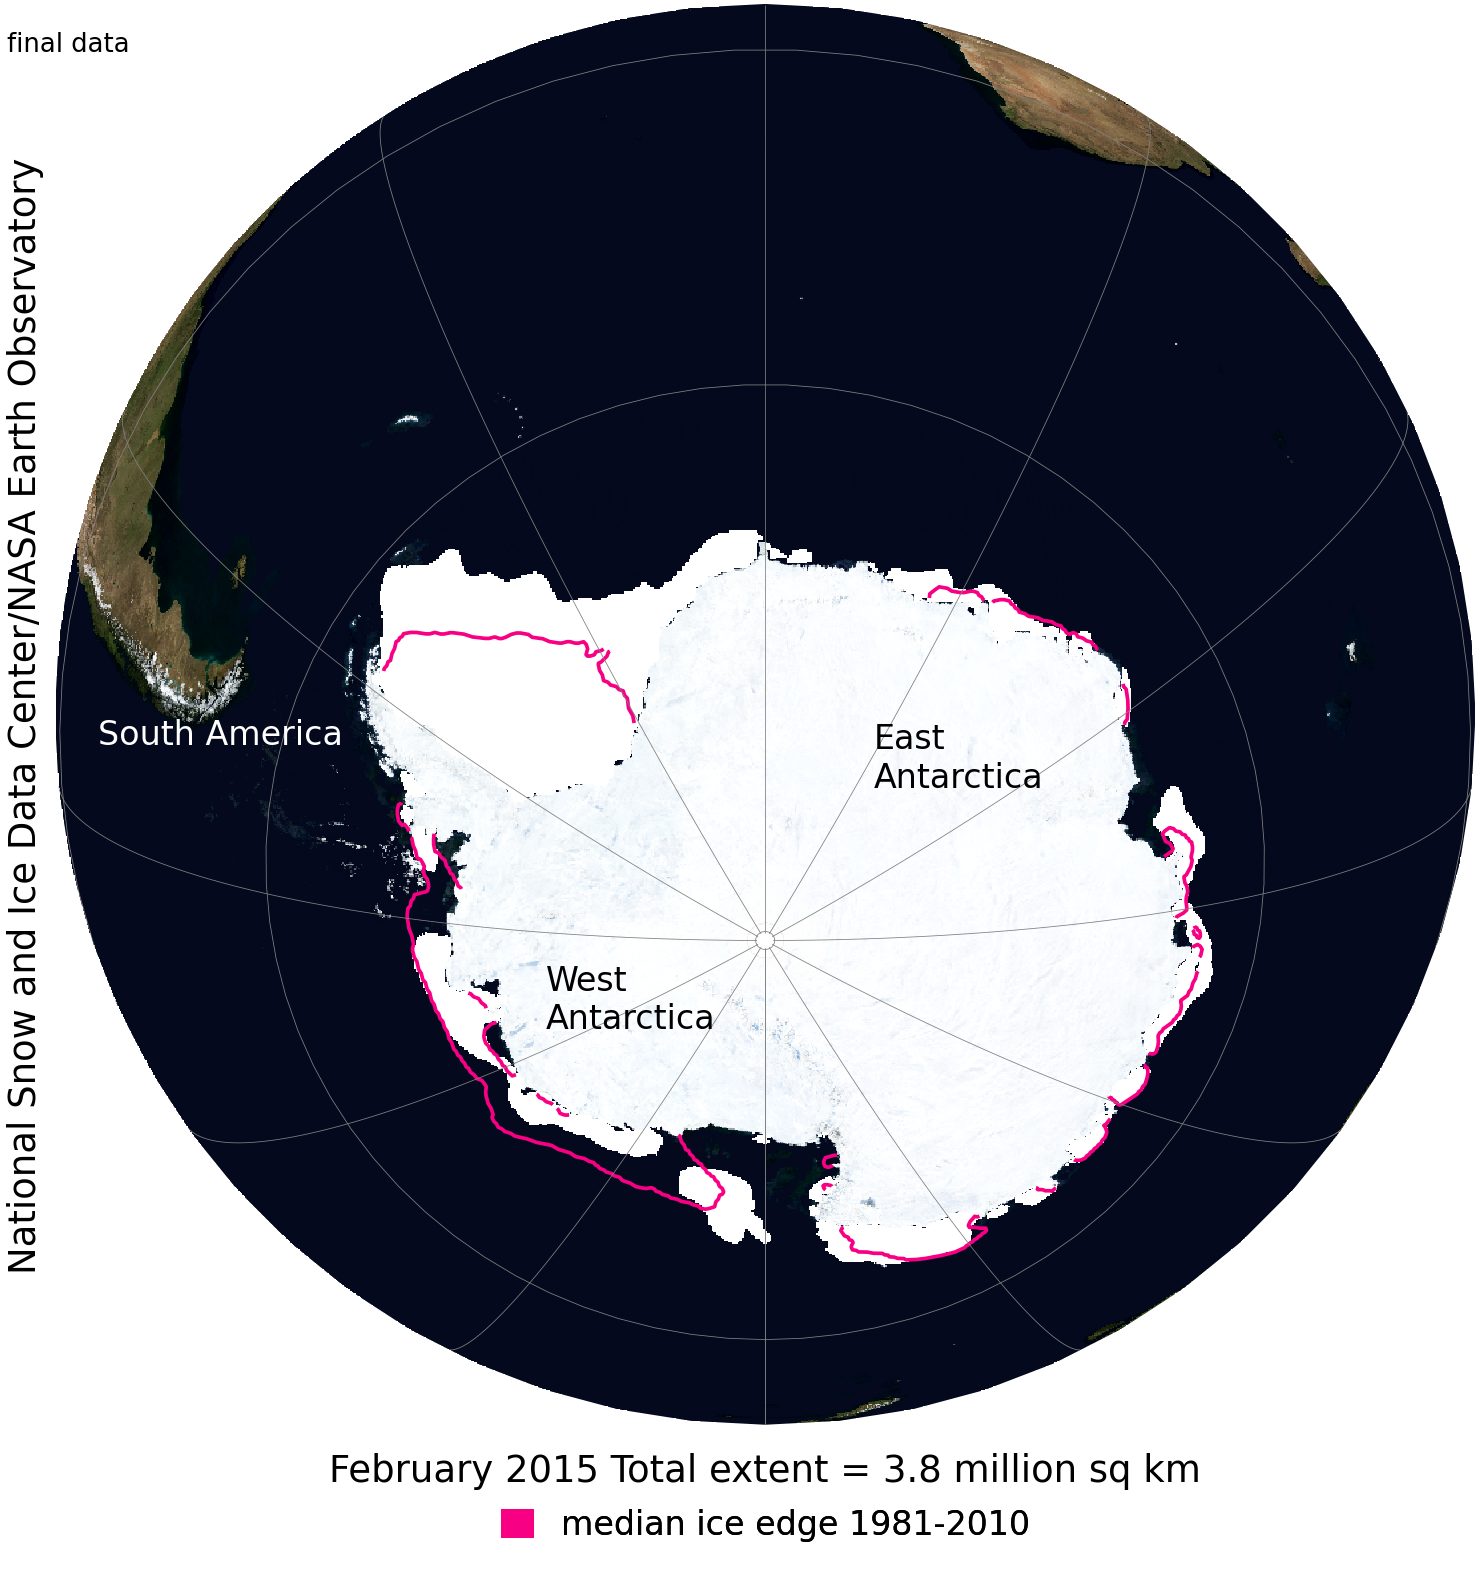 final data
National Snow and Ice Data Center/NASA Earth Observatory
South America
East
Antarctica
West
Antarctica
February 2015 Total extent = 3.8 million sq km
median ice edge 1981-2010